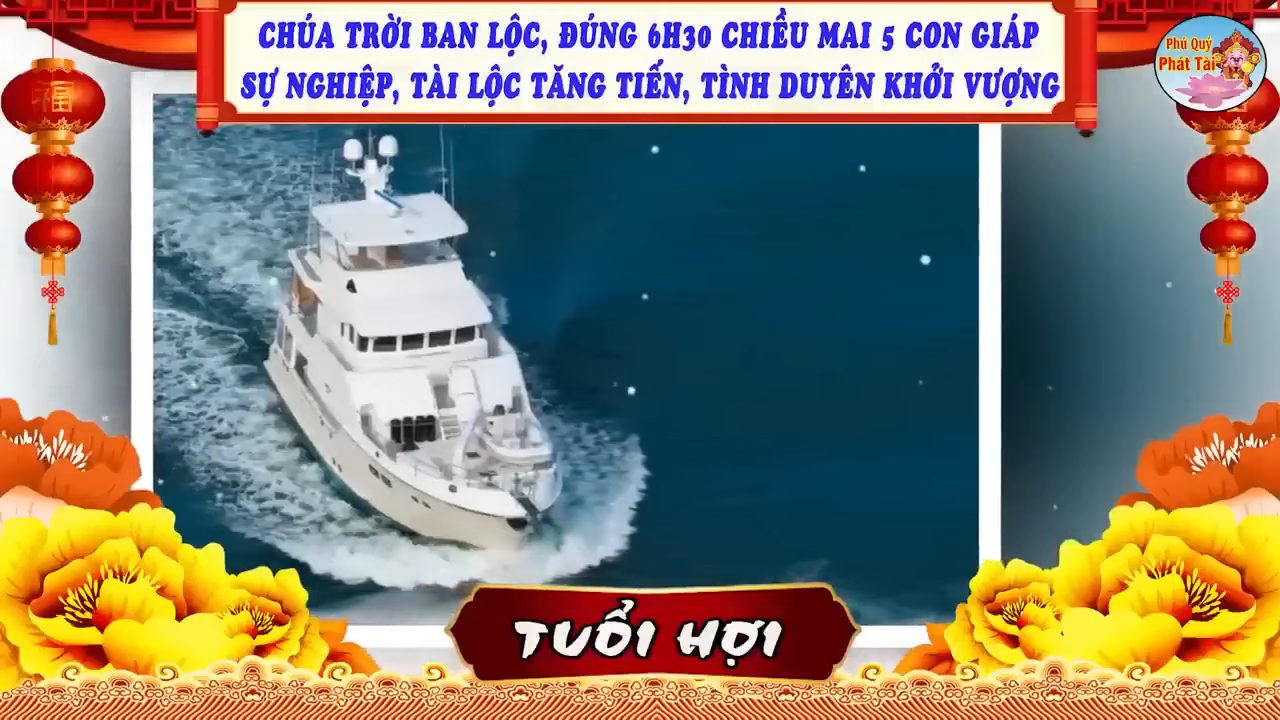 CHÚA TRỜI BAN LỘC, ĐÚNG 6H30 CHIỀU MAI 5 CON GIÁP
SỰ NGHIỆP, TÀI LỘC TĂNG TIẾN, TÌNH DUYÊN KHỞI VƯỢNG
Phú Quý
Phát Tài
福
TUỔI HỢI